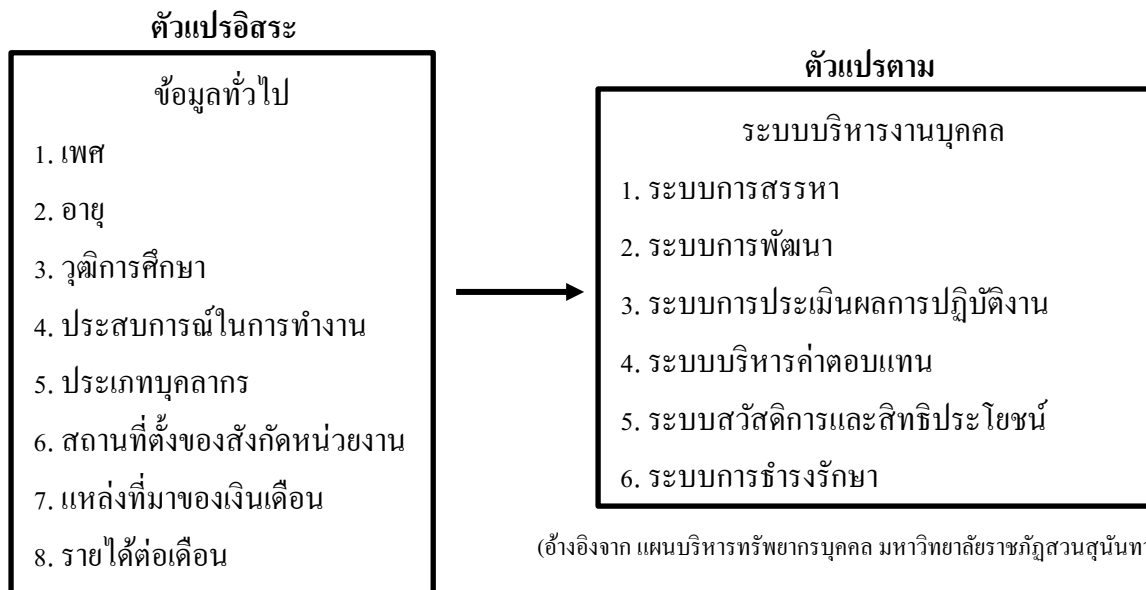 ตัวแปรอิสระ
ข้อมูลทั่วไป
1. เพศ
2. อายุ
3. วุฒิการศึกษา
4. ประสบการณ์ในการทำงาน
5. ประเภทบุคลากร
6. สถานที่ตั้งของสังกัดหน่วยงาน
7. แหล่งที่มาของเงินเดือน
8. รายได้ต่อเดือน
ตัวแปรตาม
ระบบบริหารงานบุคคล
1. ระบบการสรรหา
2. ระบบการพัฒนา
3. ระบบการประเมินผลการปฏิบัติงาน
4. ระบบบริหารค่าตอบแทน
5. ระบบสวัสดิการและสิทธิประโยชน์
6. ระบบการธำรงรักษา
(อ้างอิงจาก แผนบริหารทรัพยากรบุคคล มหาวิทยาลัยราชภัฏสวนสุนันทา